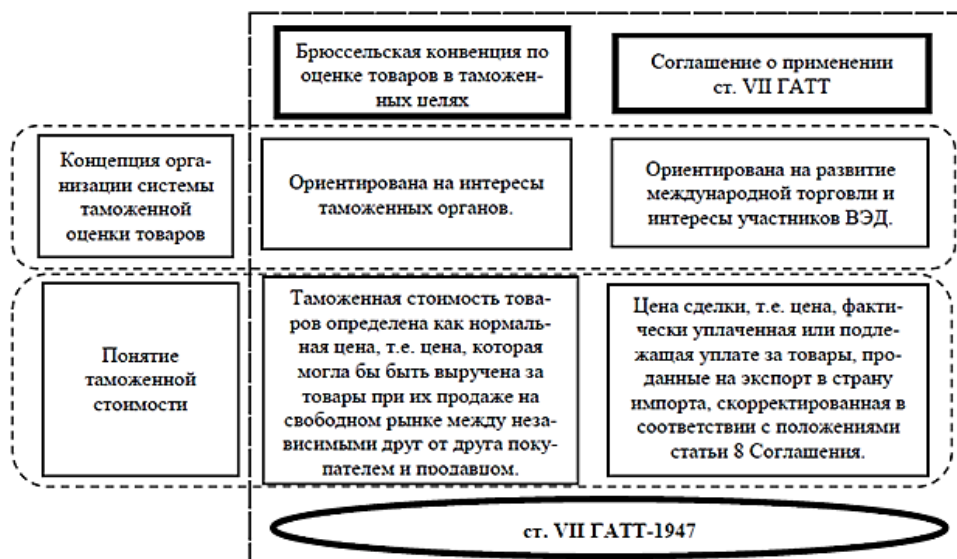 Брюссельская конвенция по
оценке товаров в таможен-
ных целях
Соглашение о применении
ст. VII ГАТТ
Концепция орга-
низации системы
таможенной
оценки товаров
Ориентирована на интересы
таможенных органов.
Ориентирована на развитие
международной торговли и
интересы участников ВЭД.
Понятие
таможенной
стоимости
Таможенная стоимость това-
ров определена как нормаль-
ная цена, т.е. цена, которая
могла бы быть выручена за
товары при их продаже на
свободном рынке между неза-
висимыми друг от друга поку-
пателем и продавцом.
Цена сделки, т.е. цена, факти-
чески уплаченная или подле-
жащая уплате за товары, про-
данные на экспорт в страну
импорта, скорректированная в
соответствии с положениями
статьи 8 Соглашения.
ст. VII ГАТТ-1947